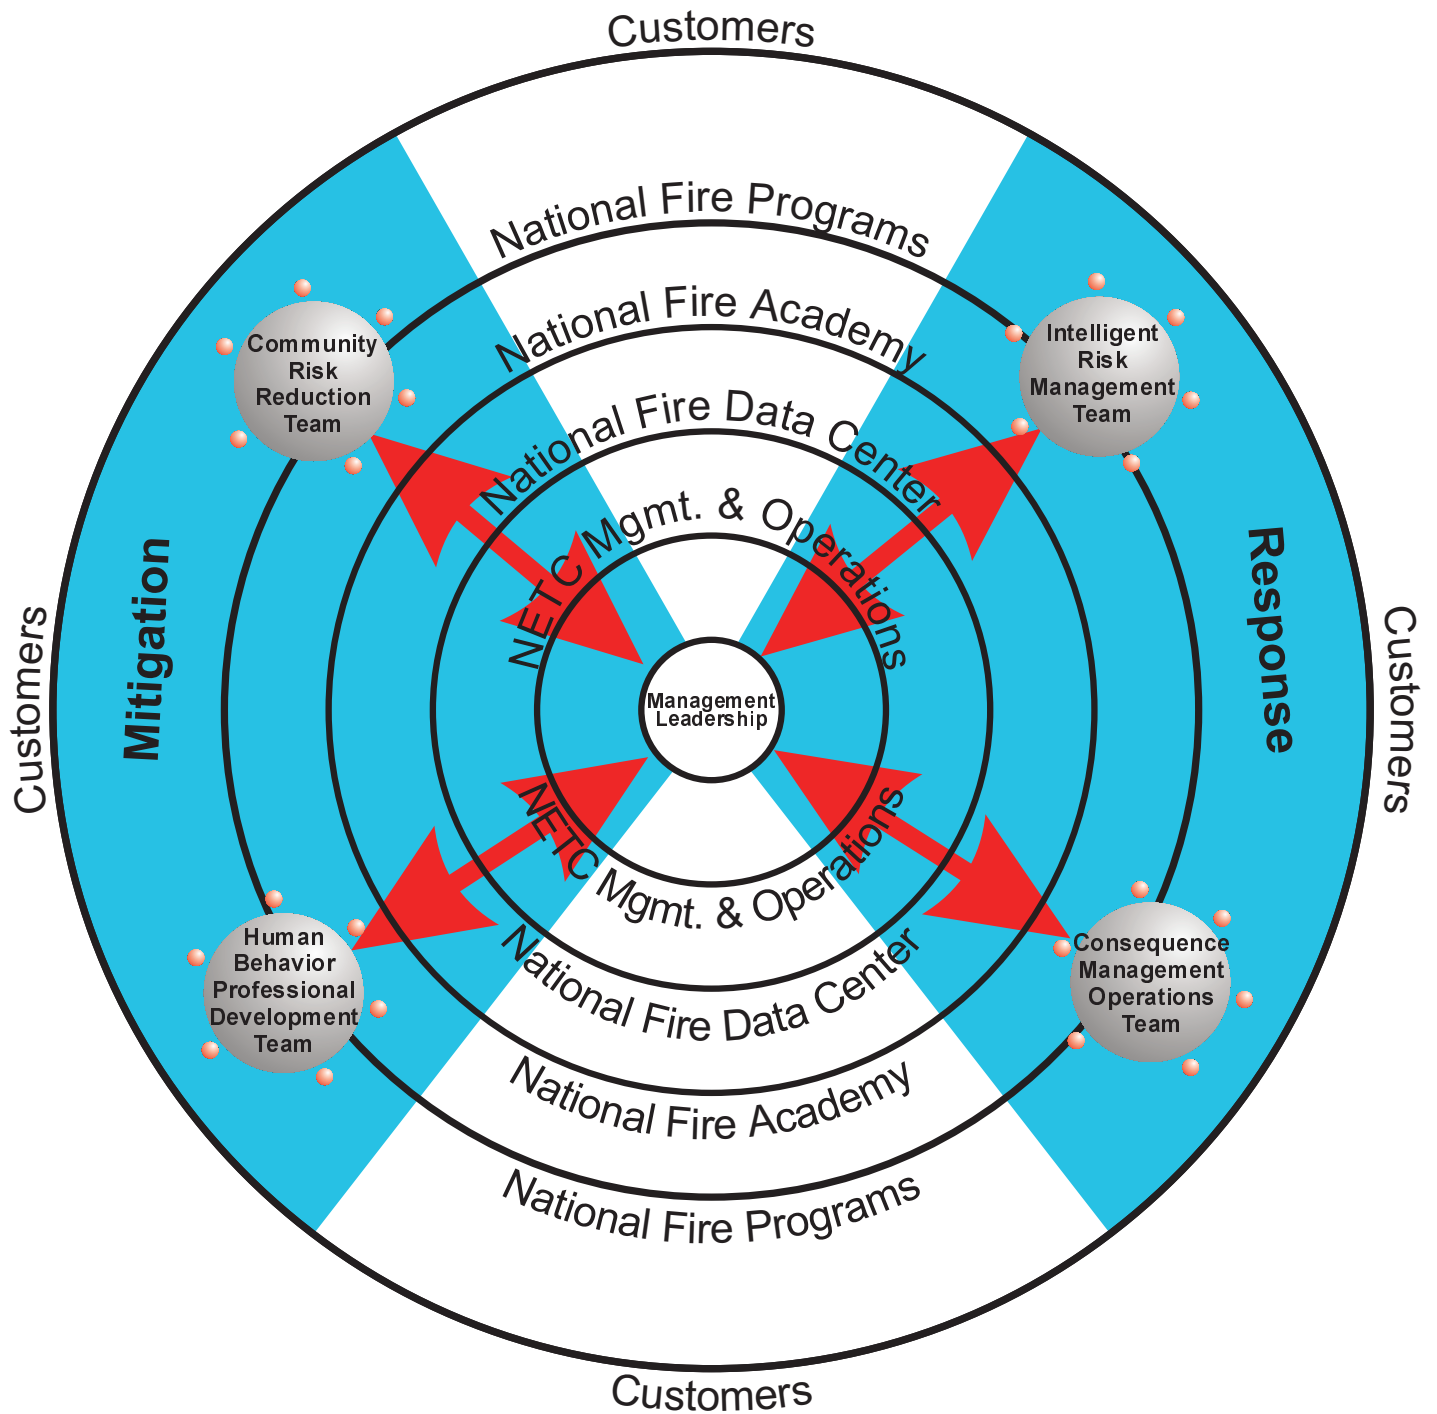 Customers
National Fire Programs
National Fire Academy
National Fire Data Center
NETC Mgmt. & Operations
Community
Risk
Reduction
Team
Intelligent
Risk
Management
Team
Mitigation
Response
Customers
Customers
Management
Leadership
Human
Behavior
Professional
Development
Team
Consequence
Management
Operations
Team
NETC Mgmt. & Operations
National Fire Data Center
National Fire Academy
National Fire Programs
Customers